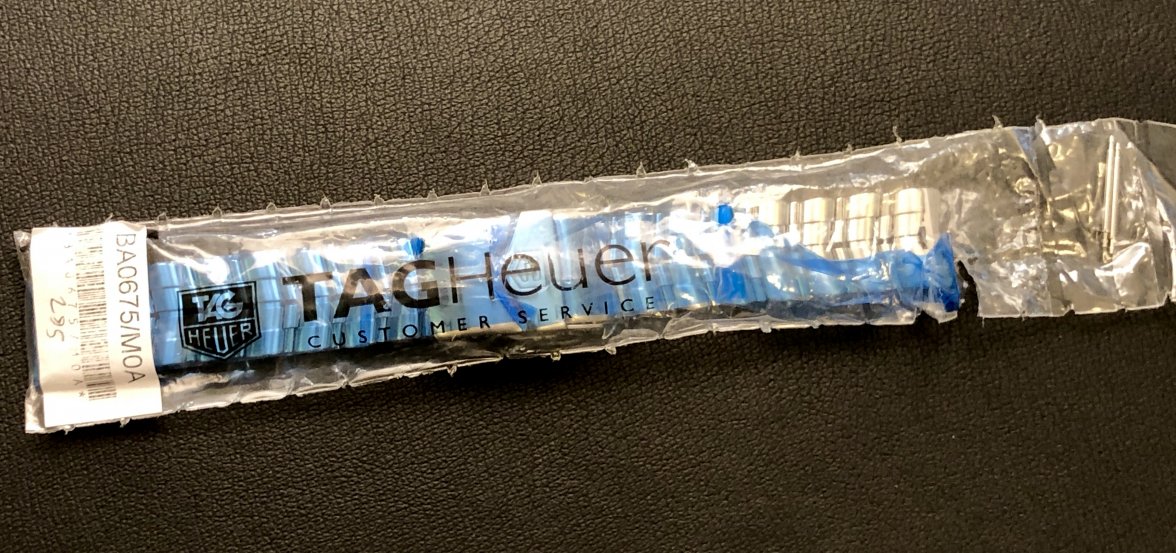 BA0675/M0A
295
TAG
HEUER
TAGHeuer
CUSTOMER SERVICE